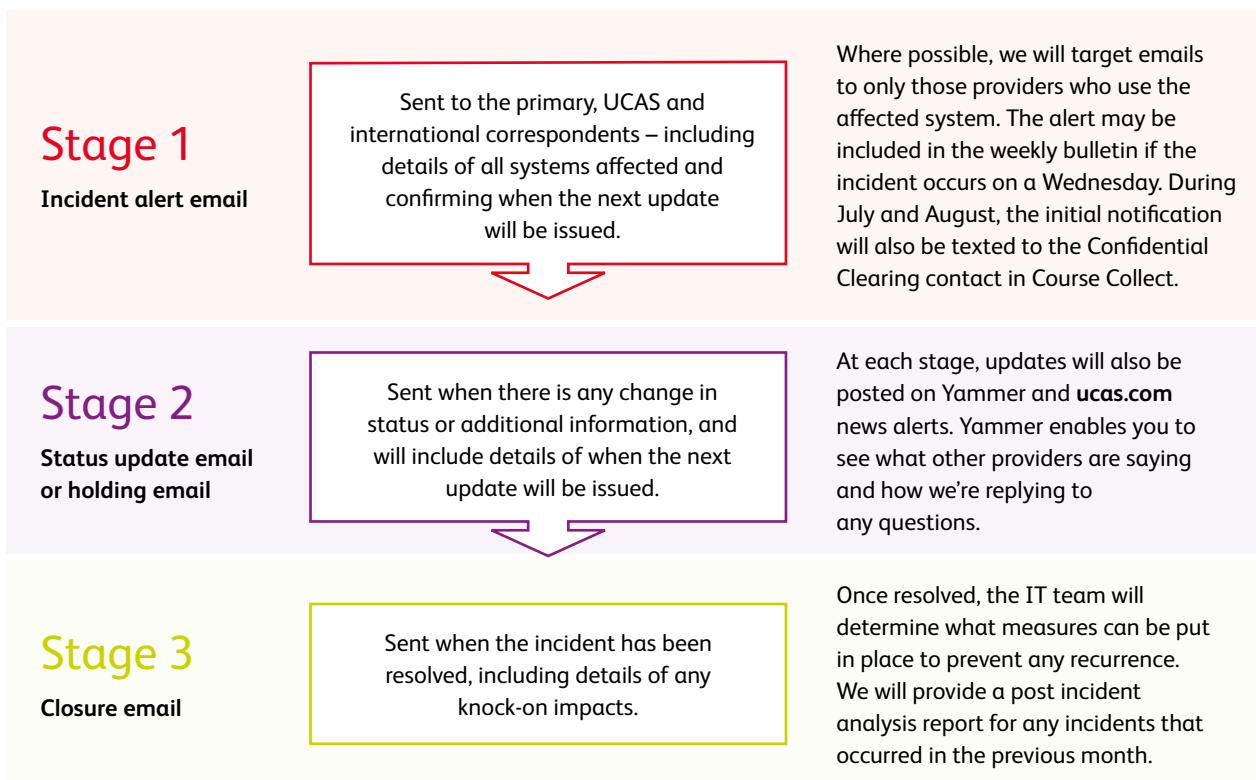 Stage 1
Incident alert email
Sent to the primary, UCAS and
international correspondents – including
details of all systems affected and
confirming when the next update
will be issued.
Where possible, we will target emails
to only those providers who use the
affected system. The alert may be
included in the weekly bulletin if the
incident occurs on a Wednesday. During
July and August, the initial notification
will also be texted to the Confidential
Clearing contact in Course Collect.
Stage 2
Status update email
or holding email
Sent when there is any change in
status or additional information, and
will include details of when the next
update will be issued.
At each stage, updates will also be
posted on Yammer and ucas.com
news alerts. Yammer enables you to
see what other providers are saying
and how we're replying to
any questions.
Stage 3
Closure email
Sent when the incident has been
resolved, including details of any
knock-on impacts.
Once resolved, the IT team will
determine what measures can be put
in place to prevent any recurrence.
We will provide a post incident
analysis report for any incidents that
occurred in the previous month.